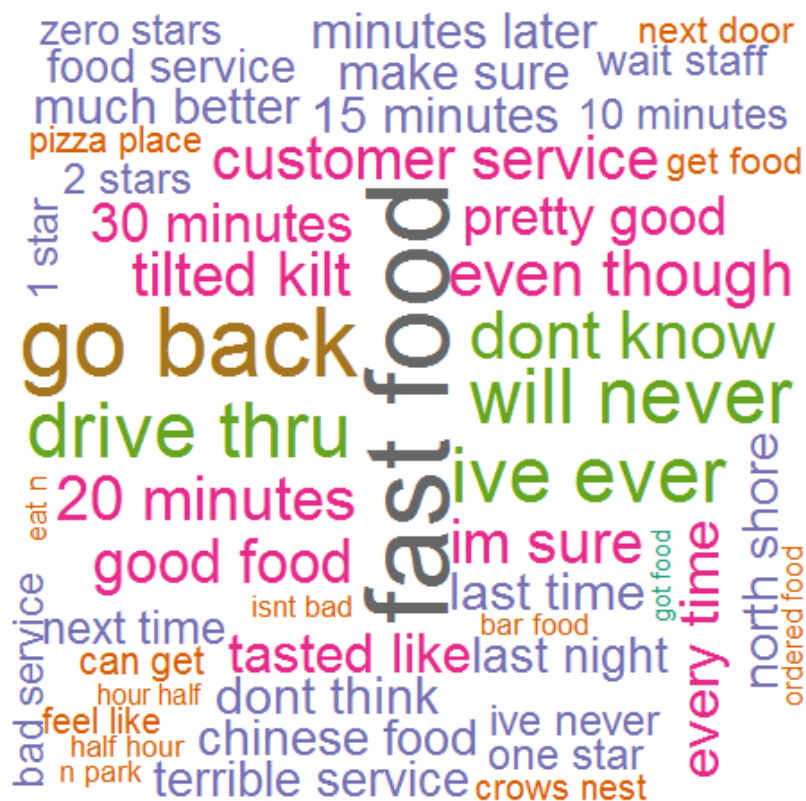 zero stars
minutes later
next door
food service
make sure
wait staff
much better
15 minutes
10 minutes
pizza place
customer service
get food
2 stars
1 star
30 minutes
pretty good
tilted kilt
even though
fast food
go back
dont know
will never
drive thru
ive ever
eat n
20 minutes
north shore
good food
im sure
got food
every time
ordered food
bad service
isnt bad
last time
next time
bar food
can get
tasted like
last night
hour half
dont think
feel like
ive never
half hour
chinese food
one star
n park
terrible service
crows nest